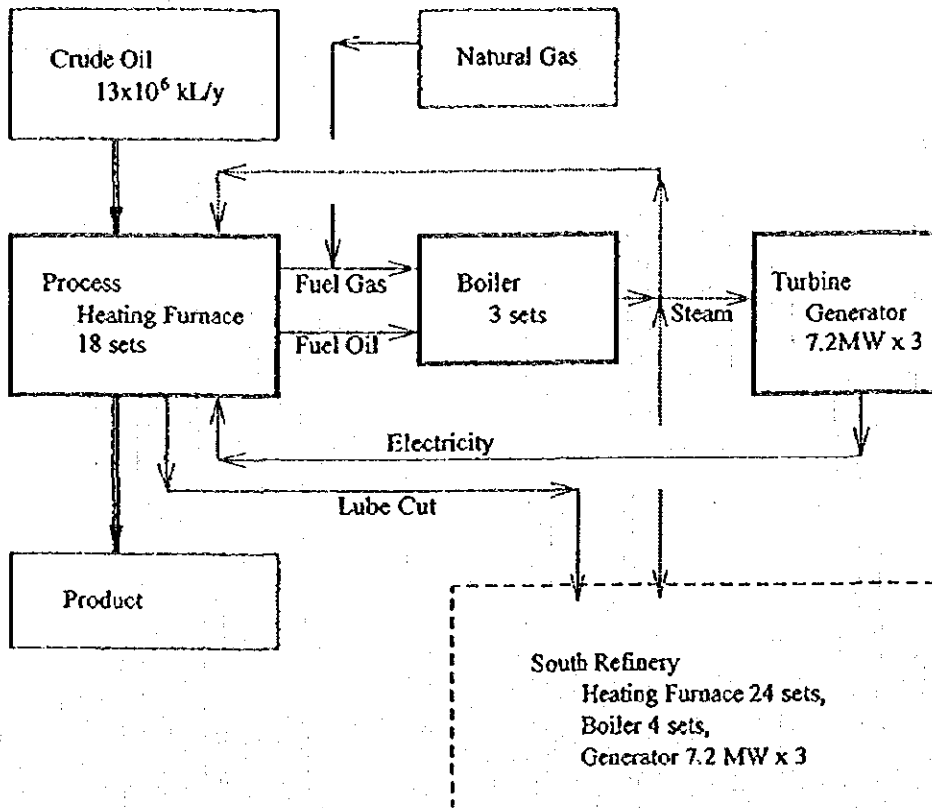 Crude Oil
13x10⁶ kL/y
Natural Gas
Process
Heating Furnace
18 sets
Fuel Gas
Fuel Oil
Boiler
3 sets
Steam
Turbine
Generator
7.2MW x 3
Electricity
Lube Cut
Product
South Refinery
Heating Furnace 24 sets,
Boiler 4 sets,
Generator 7.2 MW x 3